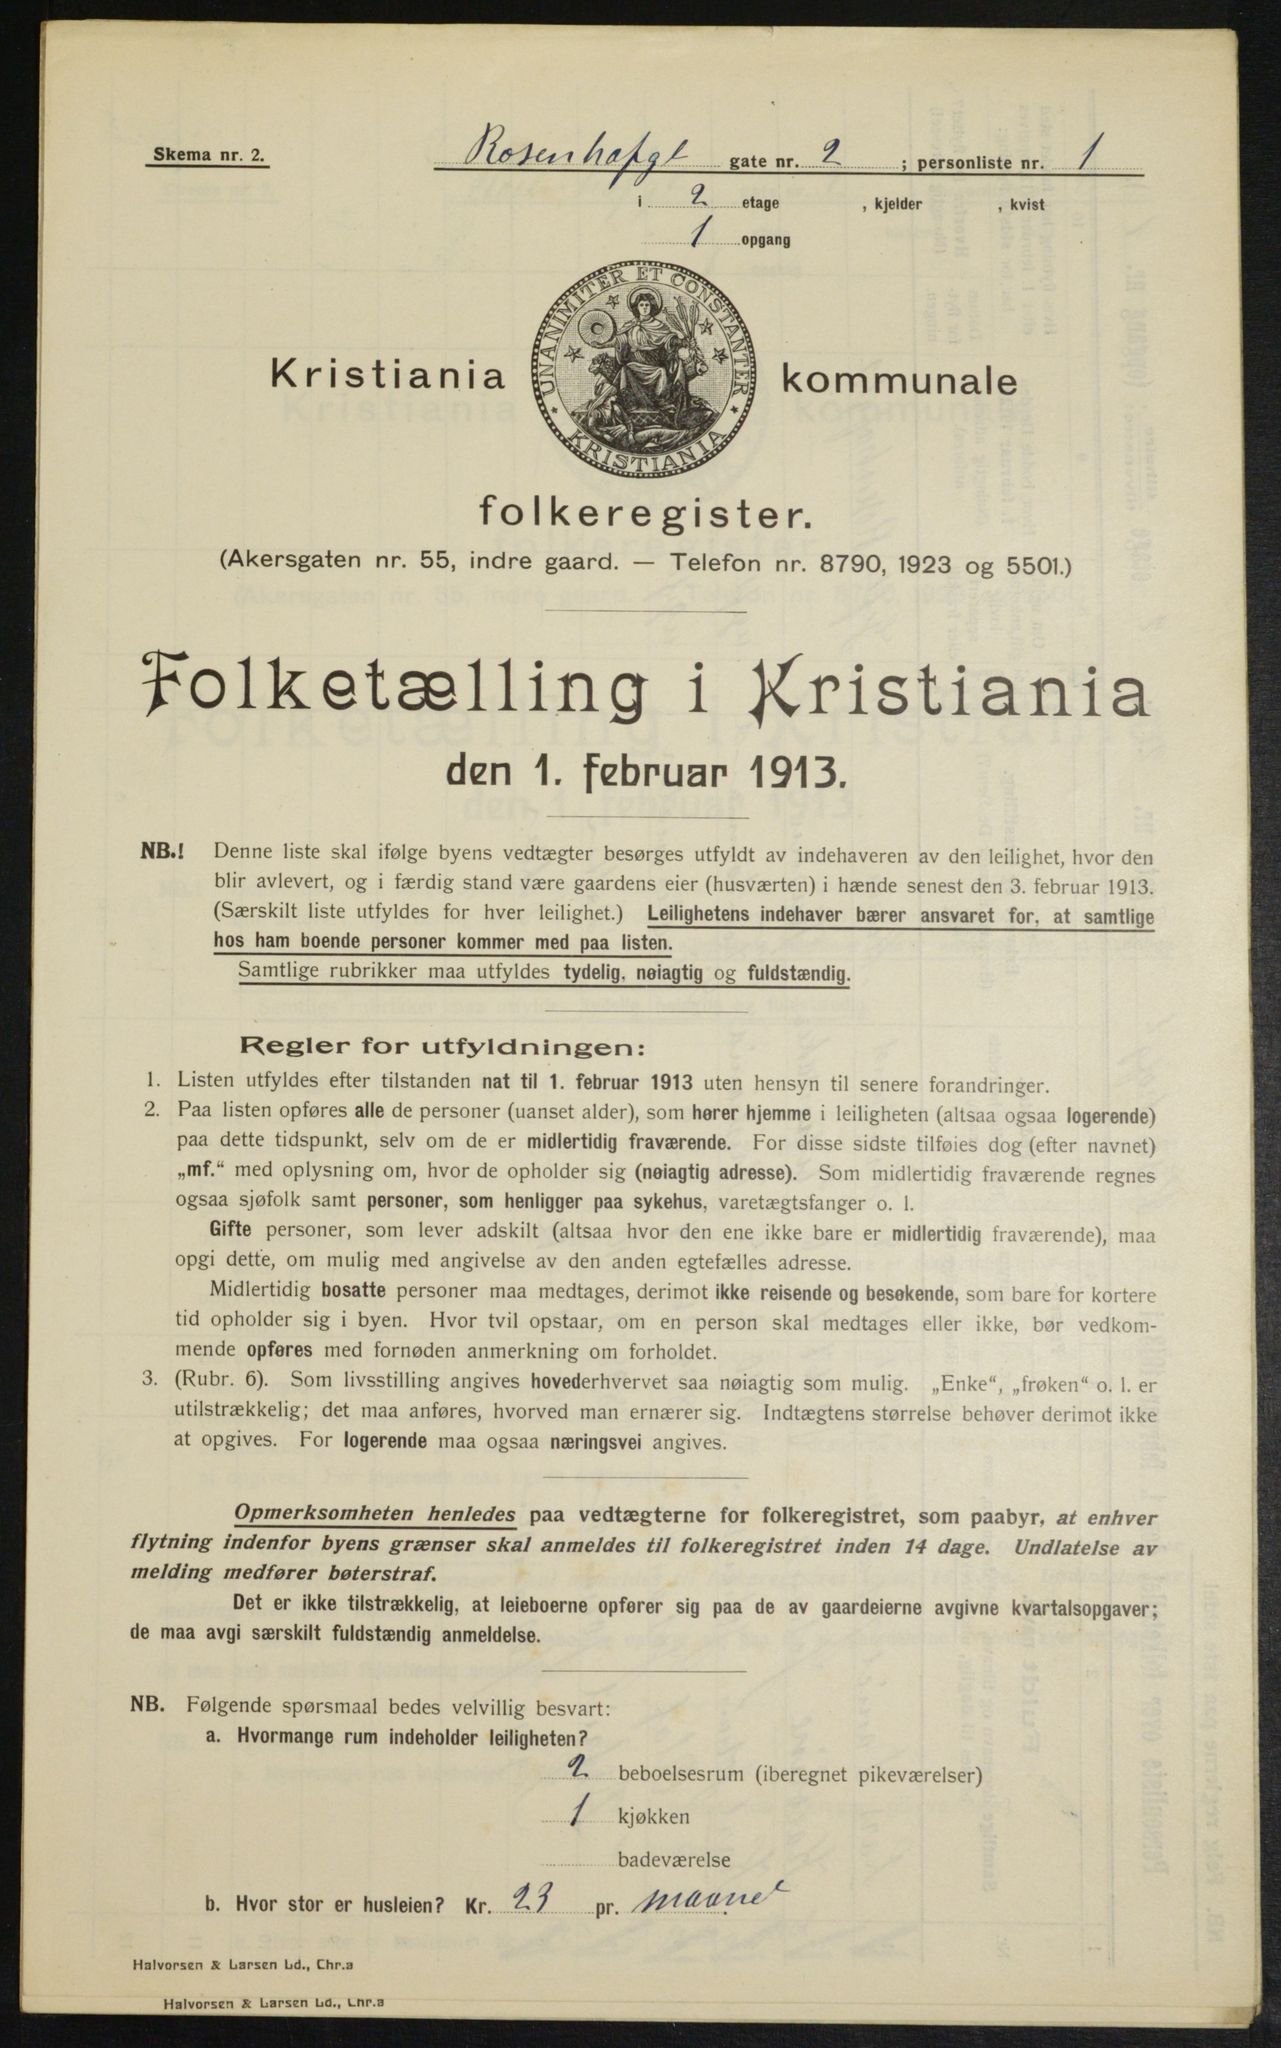 Skema nr. 2.
Rosenhofgt gate nr. 2 ; personliste nr. 1
i 2 etage , kjelder , kvist
1 opgang
UNANIMITER ET CONSTANTER
KRISTIANIA
Kristiania kommunale
folkeregister.
(Akersgaten nr. 55, indre gaard. — Telefon nr. 8790, 1923 og 5501.)
Folketælling i Kristiania
den 1. februar 1913.
NB.! Denne liste skal ifølge byens vedtægter besørges utfyldt av indehaveren av den leilighet, hvor den
blir avlevert, og i færdig stand være gaardens eier (husværten) i hænde senest den 3. februar 1913.
(Særskilt liste utfyldes for hver leilighet.) Leilighetens indehaver bærer ansvaret for, at samtlige
hos ham boende personer kommer med paa listen.
Samtlige rubrikker maa utfyldes tydelig, nøiagtig og fuldstændig.
Regler for utfyldningen:
1. Listen utfyldes efter tilstanden nat til 1. februar 1913 uten hensyn til senere forandringer.
2. Paa listen opføres alle de personer (uanset alder), som hører hjemme i leiligheten (altsaa ogsaa logerende)
paa dette tidspunkt, selv om de er midlertidig fraværende. For disse sidste tilføies dog (efter navnet)
„mf.“ med oplysning om, hvor de opholder sig (nøiagtig adresse). Som midlertidig fraværende regnes
ogsaa sjøfolk samt personer, som henligger paa sykehus, varetægtsfanger o. l.
Gifte personer, som lever adskilt (altsaa hvor den ene ikke bare er midlertidig fraværende), maa
opgi dette, om mulig med angivelse av den anden egtefælles adresse.
Midlertidig bosatte personer maa medtages, derimot ikke reisende og besøkende, som bare for kortere
tid opholder sig i byen. Hvor tvil opstaar, om en person skal medtages eller ikke, bør vedkom-
mende opføres med fornøden anmerkning om forholdet.
3. (Rubr. 6). Som livsstilling angives hovederhvervet saa nøiagtig som mulig. „Enke“, „frøken“ o. l. er
utilstrækkelig; det maa anføres, hvorved man ernærer sig. Indtægtens størrelse behøver derimot ikke
at opgives. For logerende maa ogsaa næringsvei angives.
Opmerksomheten henledes paa vedtægterne for folkeregistret, som paabyr, at enhver
flytning indenfor byens grænser skal anmeldes til folkeregistret inden 14 dage. Undlatelse av
melding medfører bøterstraf.
Det er ikke tilstrækkelig, at leieboerne opfører sig paa de av gaardeierne avgivne kvartalsopgaver;
de maa avgi særskilt fuldstændig anmeldelse.
NB. Følgende spørsmaal bedes velvillig besvart:
a. Hvormange rum indeholder leiligheten?
2 beboelsesrum (iberegnet pikeværelser)
1 kjøkken
badeværelse
b. Hvor stor er husleien? Kr. 23 pr. maanet
Halvorsen & Larsen Ld., Chr.a
Halvorsen & Larsen Ld., Chr.a